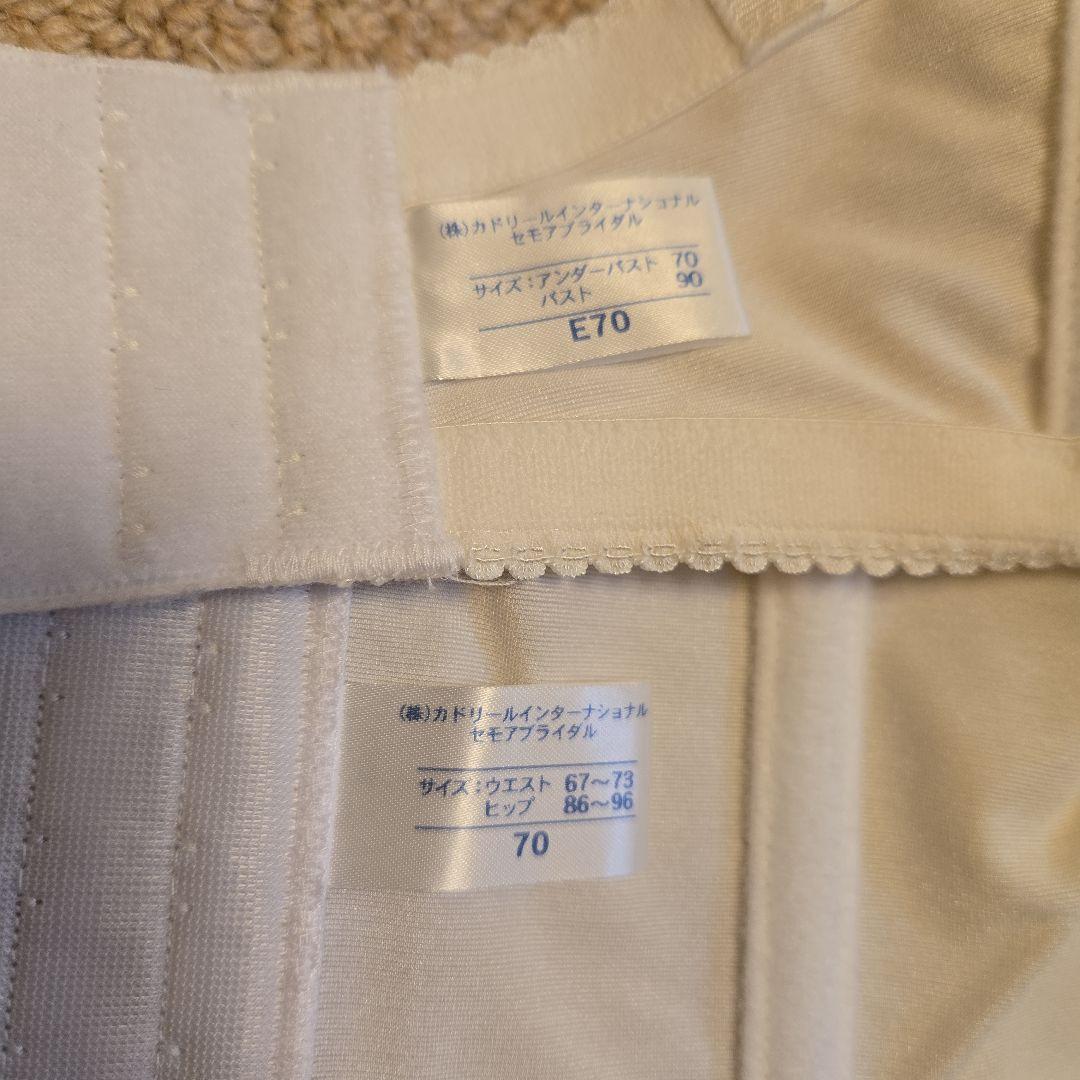 (株)カドリールインターナショナル
セモアブライダル
サイズ:アンダーバスト 70
バスト 90
E70
(株)カドリールインターナショナル
セモアブライダル
サイズ:ウエスト 67〜73
ヒップ 86〜96
70